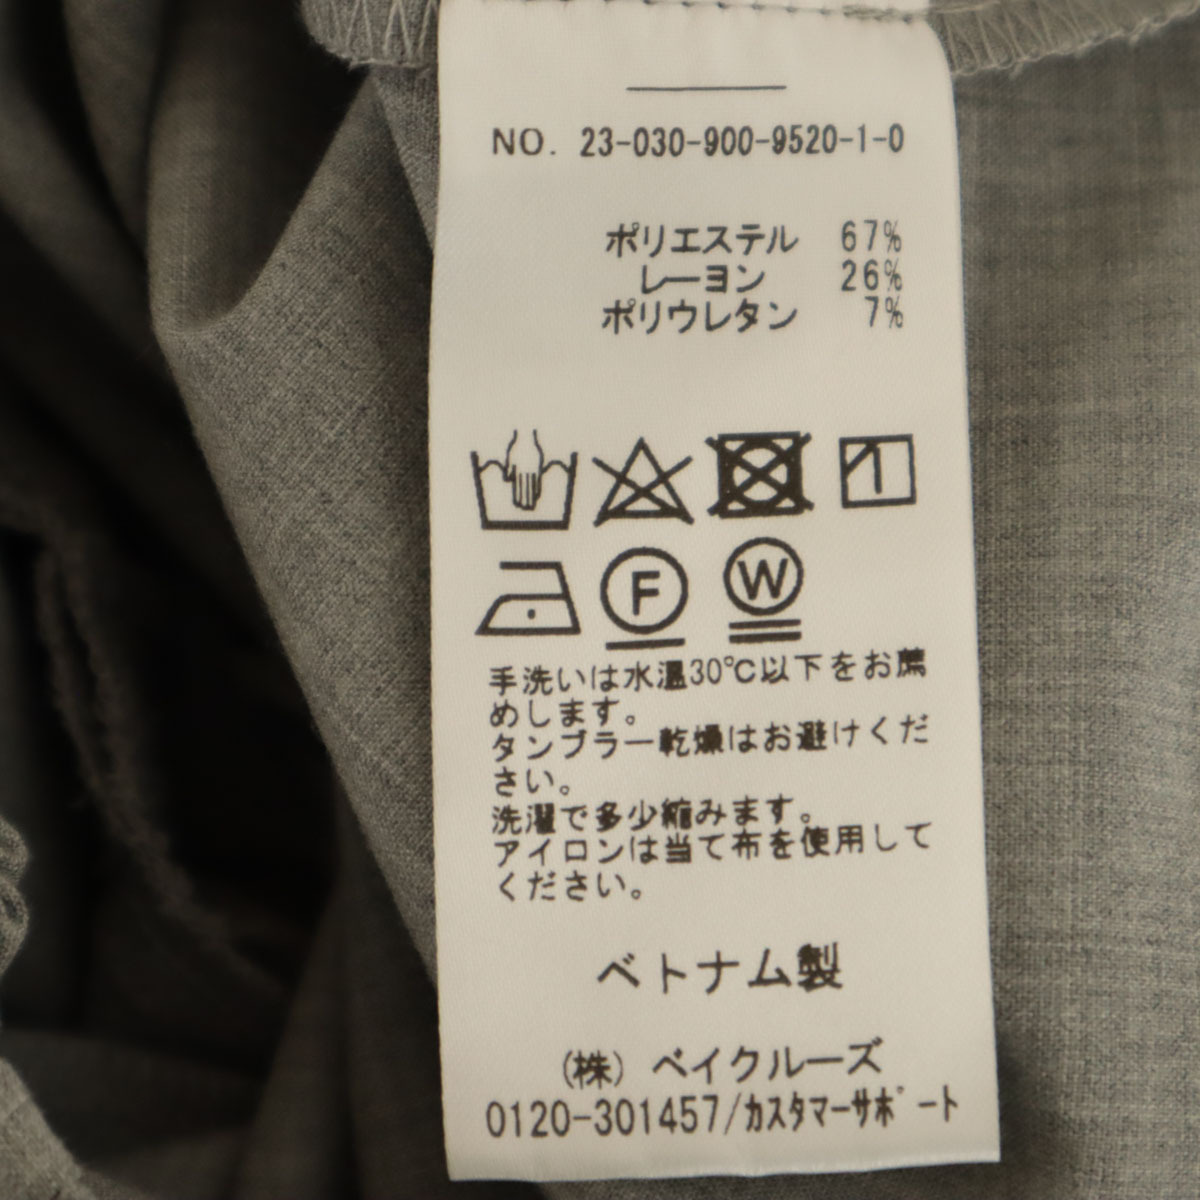 NO. 23-030-900-9520-1-0
ポリエステル 67%
レーヨン 26%
ポリウレタン 7%
F W
手洗いは水温30℃以下をお薦
めします。
タンブラー乾燥はお避けくだ
さい。
洗濯で多少縮みます。
アイロンは当て布を使用して
ください。
ベトナム製
(株) ベイクルーズ
0120-301457/カスタマーサポート